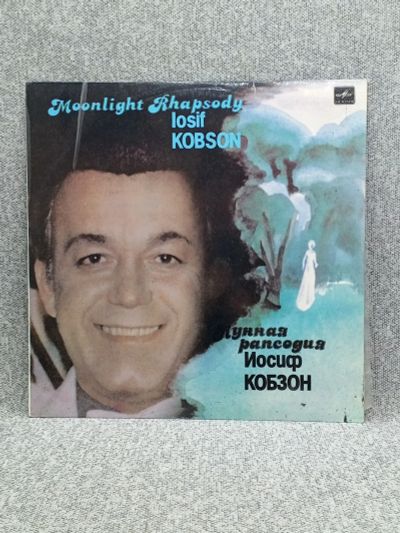 Moonlight Rhapsody
Iosif
KOBSON
Лунная
рапсодия
Иосиф
КОБЗОН